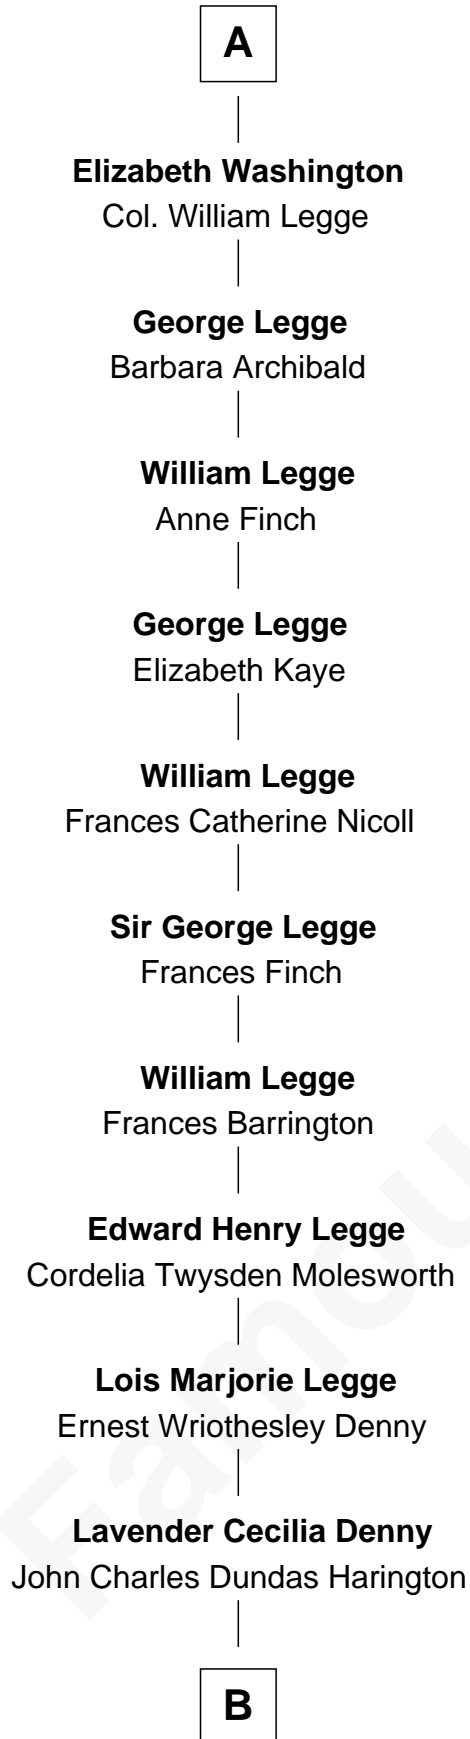 A
Elizabeth Washington
Col. William Legge
George Legge
Barbara Archibald
William Legge
Anne Finch
George Legge
Elizabeth Kaye
William Legge
Frances Catherine Nicoll
Sir George Legge
Frances Finch
William Legge
Frances Barrington
Edward Henry Legge
Cordelia Twysden Molesworth
Lois Marjorie Legge
Ernest Wriothesley Denny
Lavender Cecilia Denny
John Charles Dundas Harington
B
Famou